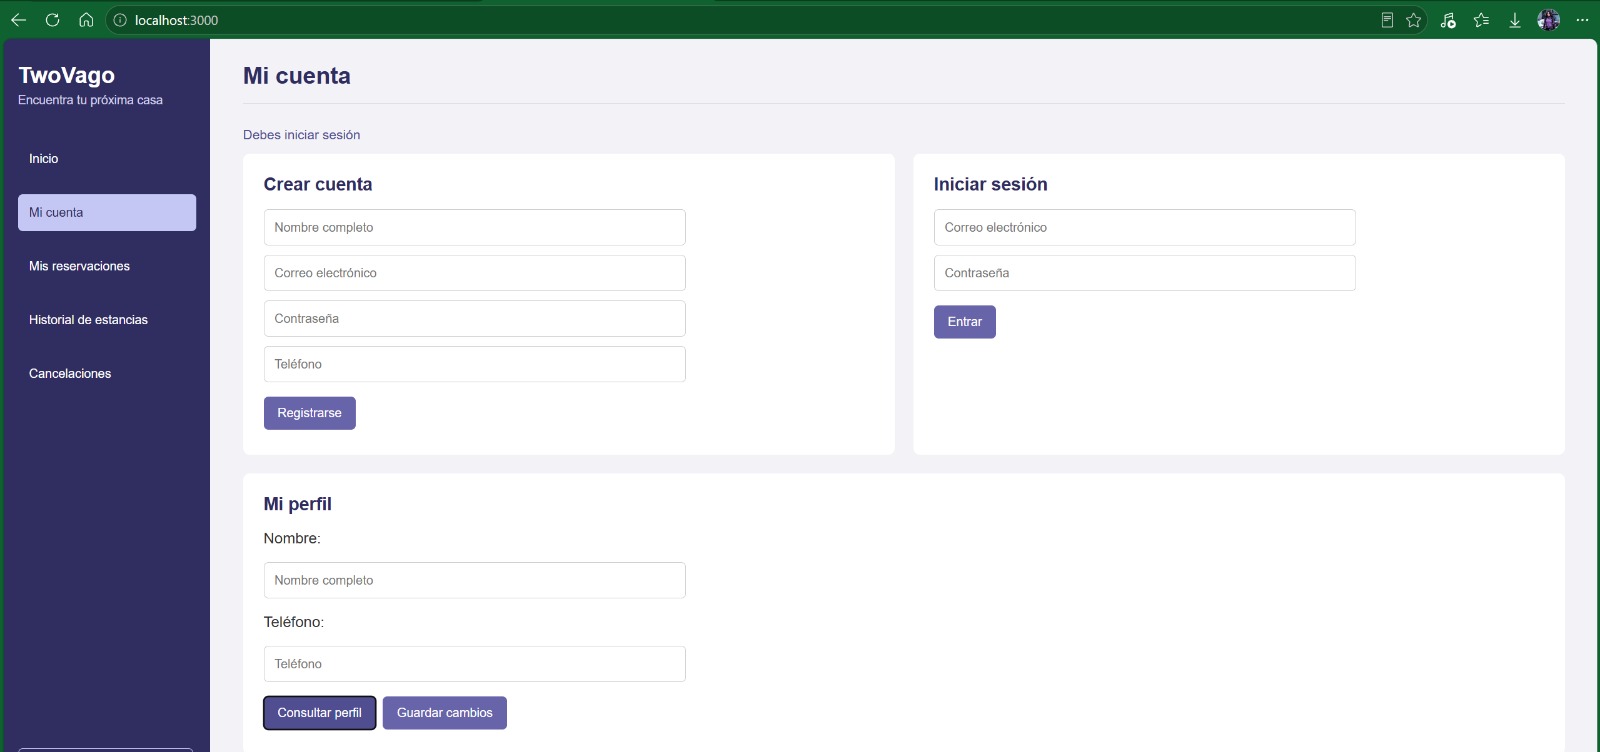 localhost:3000
TwoVago
Encuentra tu próxima casa
Inicio
Mi cuenta
Mis reservaciones
Historial de estancias
Cancelaciones
Mi cuenta
Debes iniciar sesión
Crear cuenta
Nombre completo
Correo electrónico
Contraseña
Teléfono
Registrarse
Iniciar sesión
Correo electrónico
Contraseña
Entrar
Mi perfil
Nombre:
Nombre completo
Teléfono:
Teléfono
Consultar perfil
Guardar cambios